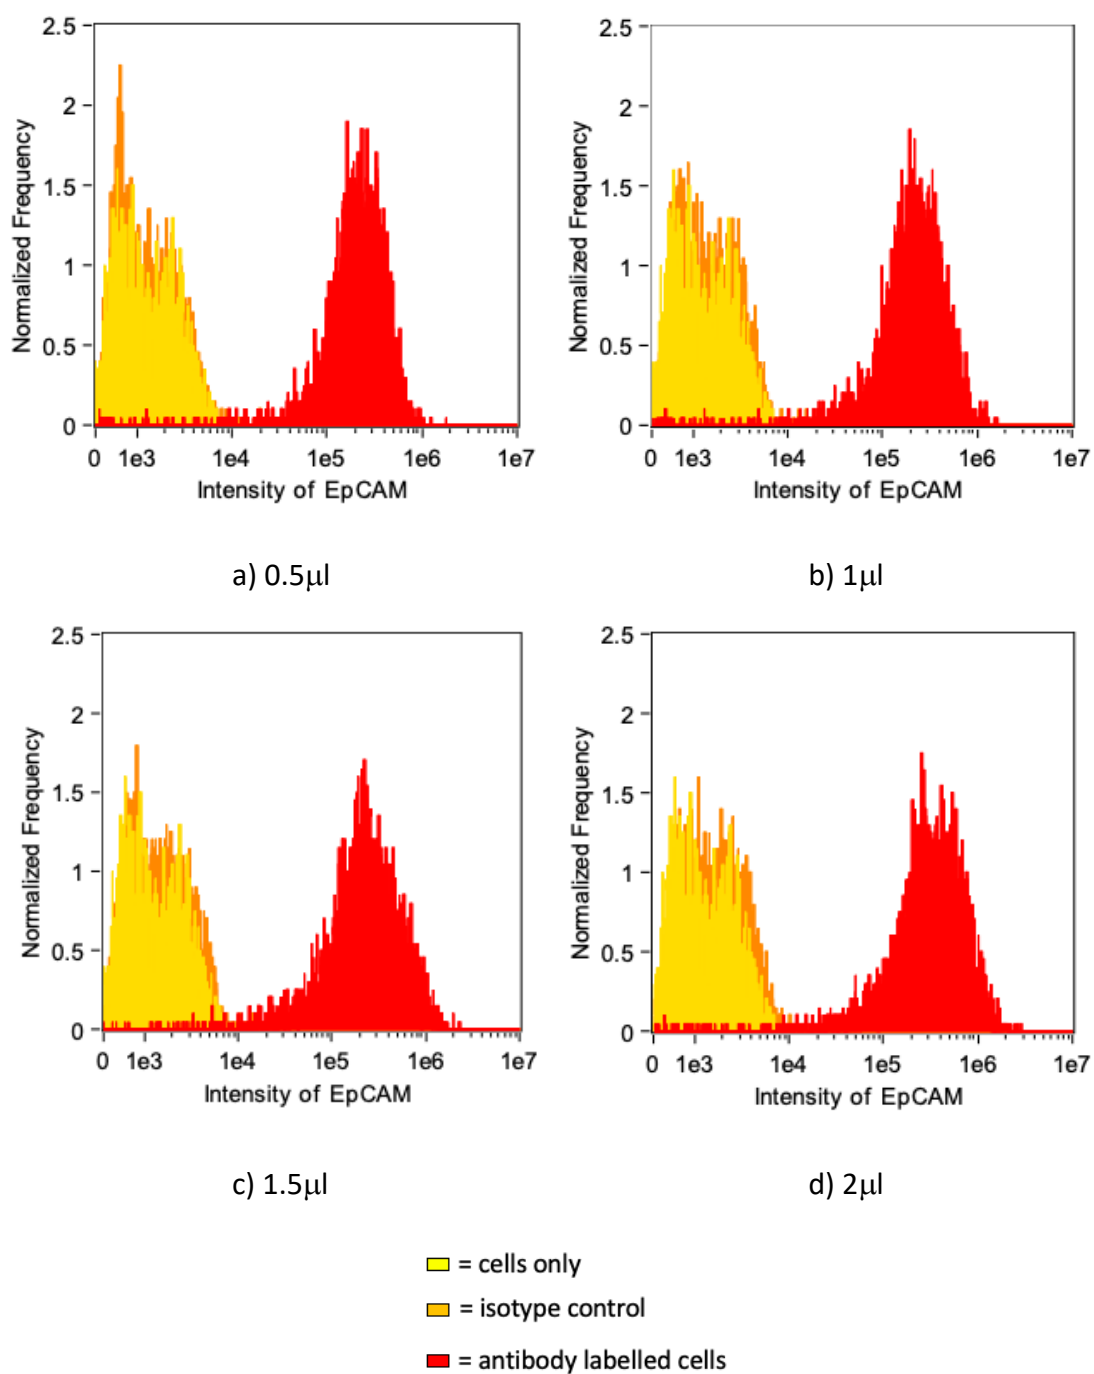 2.5
2
1.5
1
0.5
0
Normalized Frequency
0 1e3 1e4 1e5 1e6 1e7
Intensity of EpCAM
a) 0.5μl
2.5
2
1.5
1
0.5
0
Normalized Frequency
0 1e3 1e4 1e5 1e6 1e7
Intensity of EpCAM
b) 1μl
2.5
2
1.5
1
0.5
0
Normalized Frequency
0 1e3 1e4 1e5 1e6 1e7
Intensity of EpCAM
c) 1.5μl
2.5
2
1.5
1
0.5
0
Normalized Frequency
0 1e3 1e4 1e5 1e6 1e7
Intensity of EpCAM
d) 2μl
= cells only
= isotype control
= antibody labelled cells